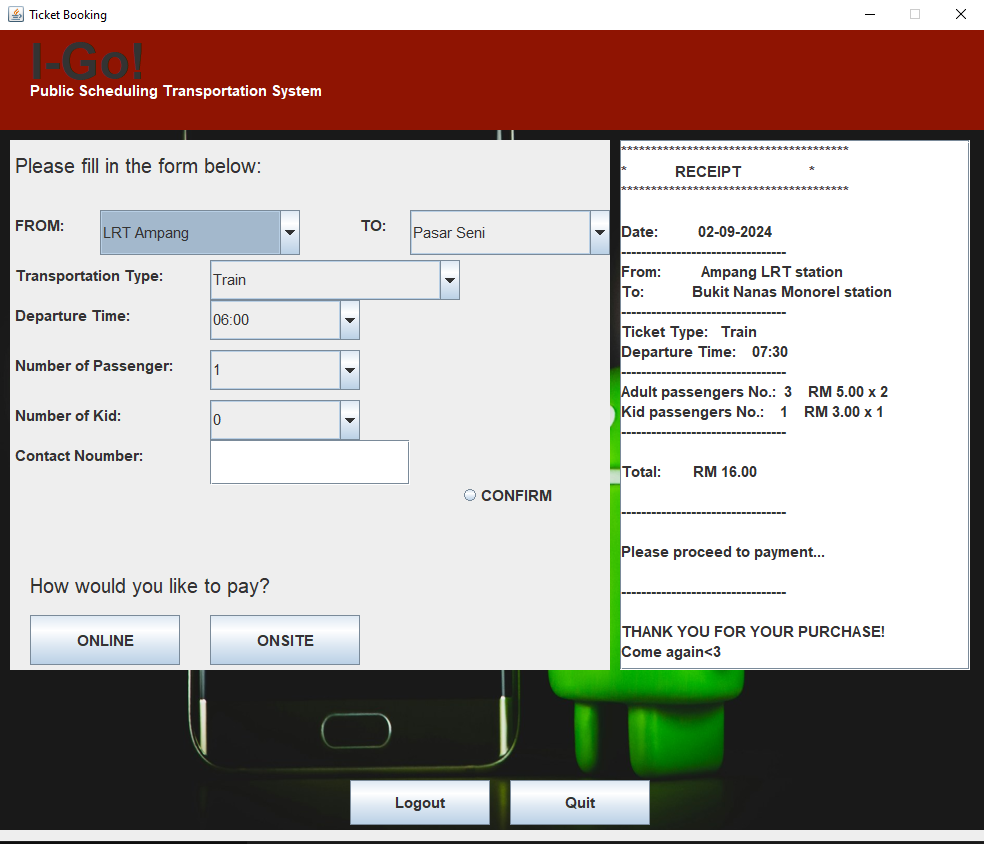 Ticket Booking
I-Go!
Public Scheduling Transportation System
Please fill in the form below:
FROM: LRT Ampang TO: Pasar Seni
Transportation Type: Train
Departure Time: 06:00
Number of Passenger: 1
Number of Kid: 0
Contact Noumber:
CONFIRM
How would you like to pay?
ONLINE ONSITE
**************************************
* RECEIPT *
**************************************
Date: 02-09-2024
---------------------------------
From: Ampang LRT station
To: Bukit Nanas Monorel station
---------------------------------
Ticket Type: Train
Departure Time: 07:30
---------------------------------
Adult passengers No.: 3 RM 5.00 x 2
Kid passengers No.: 1 RM 3.00 x 1
---------------------------------
Total: RM 16.00
---------------------------------
Please proceed to payment...
---------------------------------
THANK YOU FOR YOUR PURCHASE!
Come again<3
Logout Quit